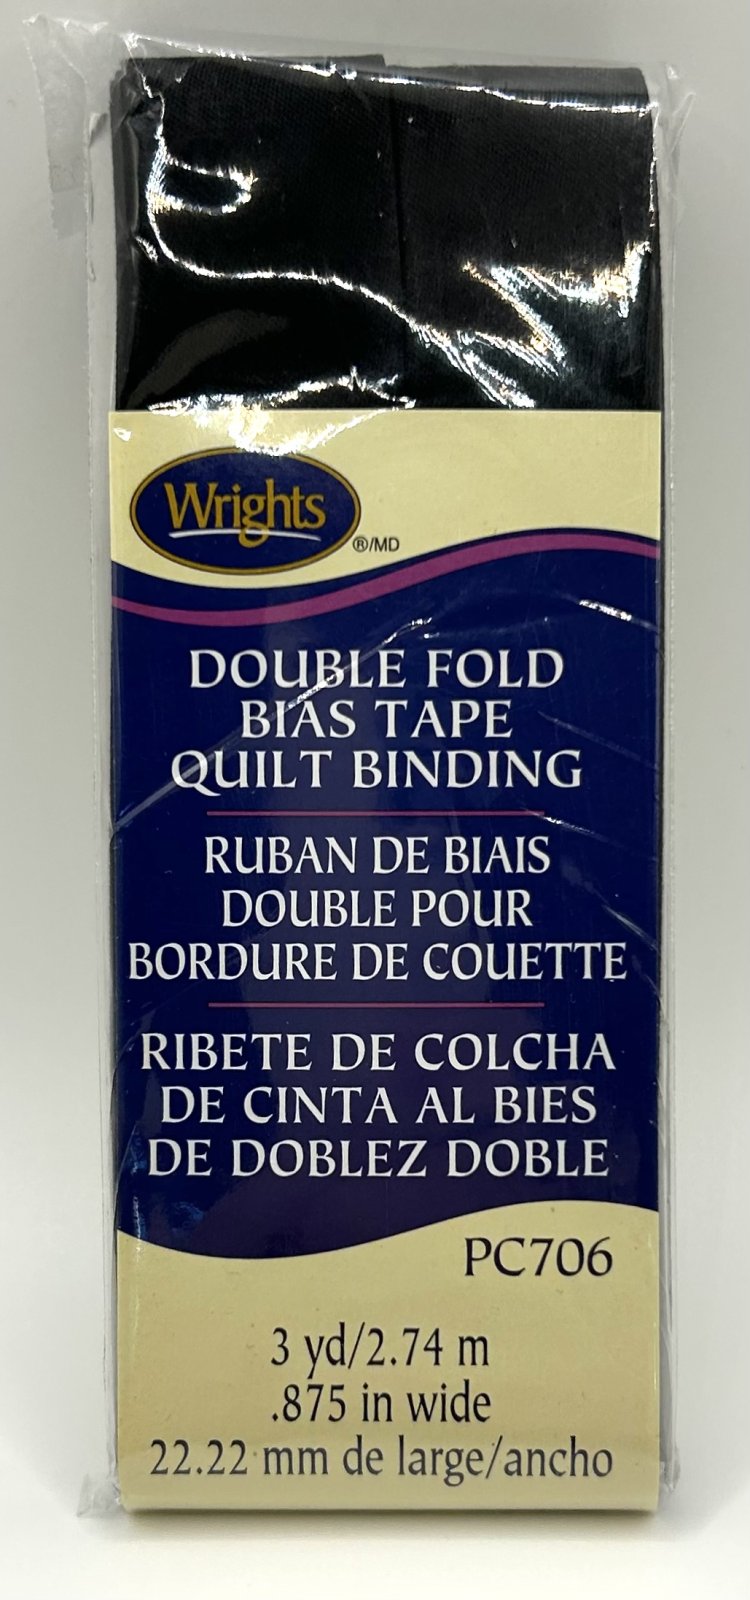 Wrights
®/MD
DOUBLE FOLD
BIAS TAPE
QUILT BINDING
RUBAN DE BIAIS
DOUBLE POUR
BORDURE DE COUETTE
RIBETE DE COLCHA
DE CINTA AL BIES
DE DOBLEZ DOBLE
PC706
3 yd/2.74 m
.875 in wide
22.22 mm de large/ancho